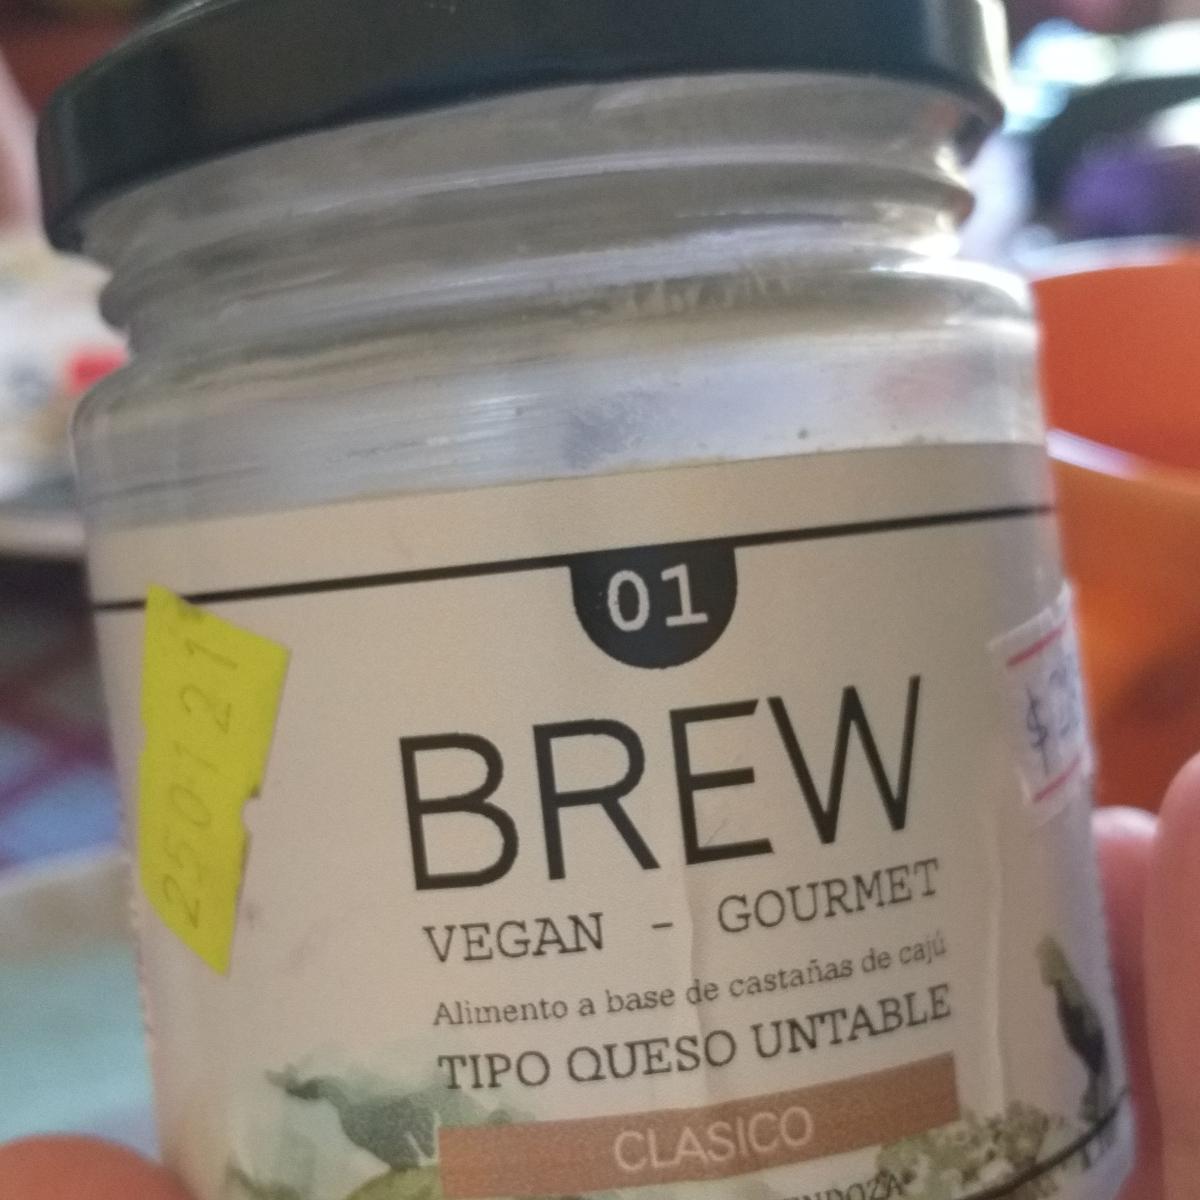 01
BREW
VEGAN - GOURMET
Alimento a base de castañas de cajú
TIPO QUESO UNTABLE
CLASICO
250121